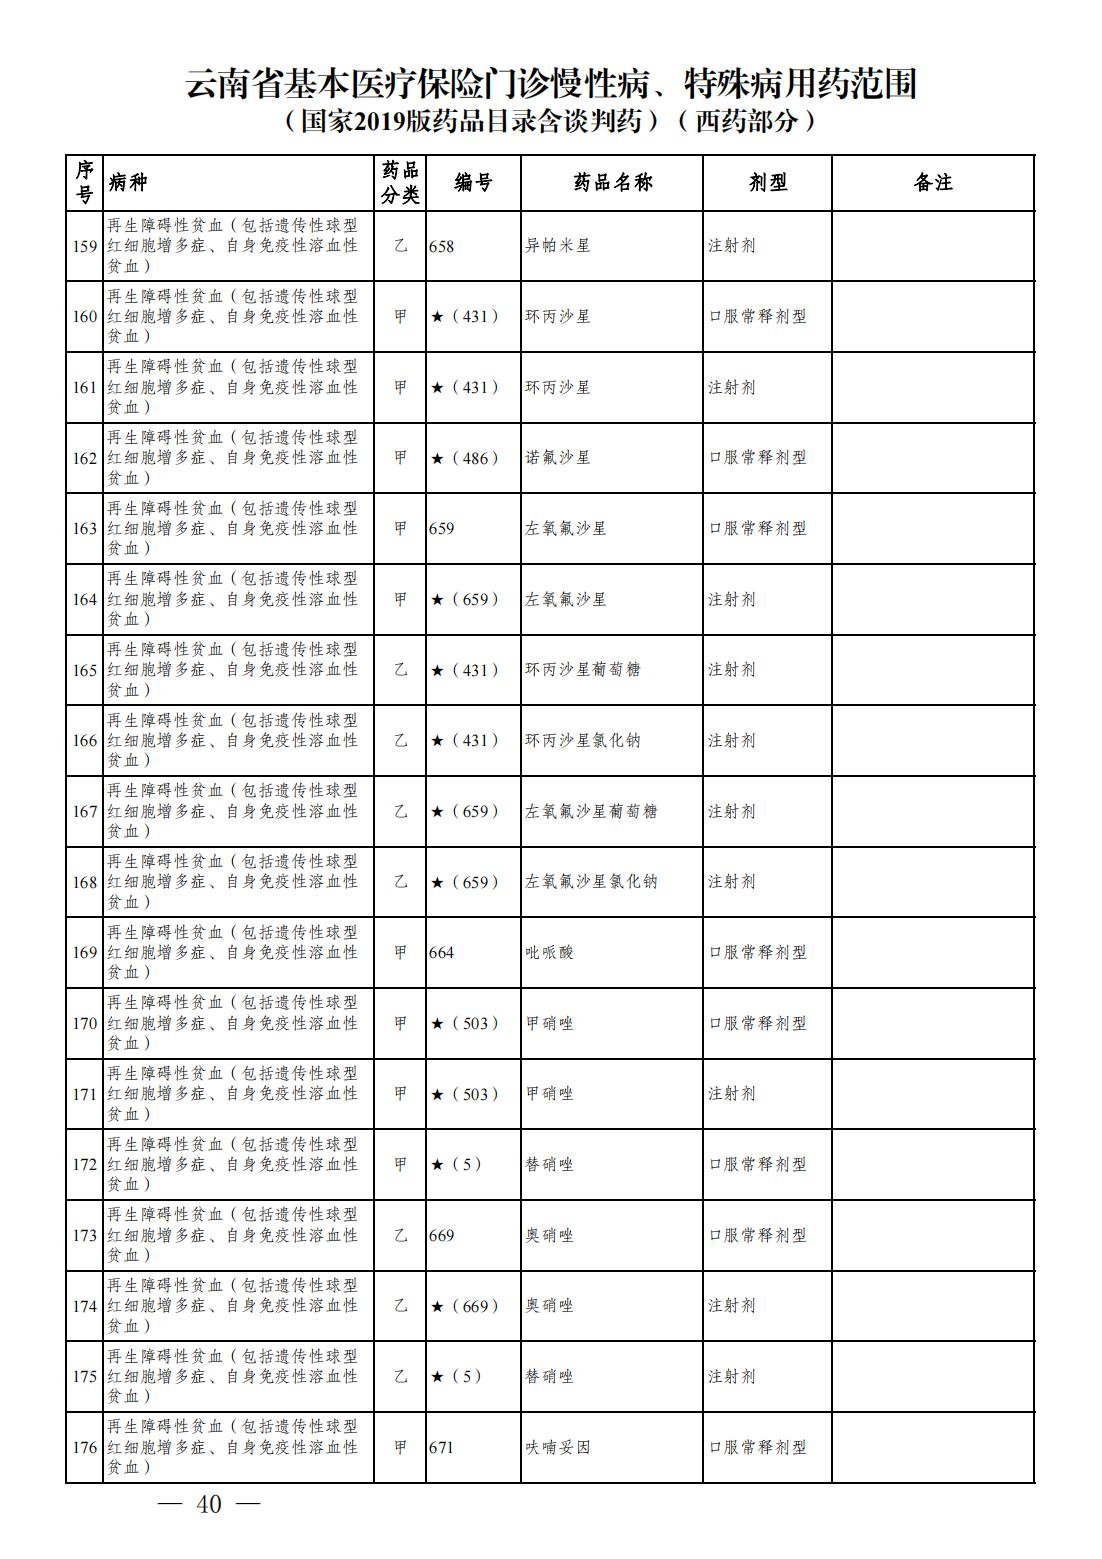 云南省基本医疗保险门诊慢性病、特殊病用药范围
（国家2019版药品目录含谈判药）（西药部分）
序号 病种 药品分类 编号 药品名称 剂型 备注
159 再生障碍性贫血（包括遗传性球型红细胞增多症、自身免疫性溶血性贫血） 乙 658 异帕米星 注射剂
160 再生障碍性贫血（包括遗传性球型红细胞增多症、自身免疫性溶血性贫血） 甲 ★（431） 环丙沙星 口服常释剂型
161 再生障碍性贫血（包括遗传性球型红细胞增多症、自身免疫性溶血性贫血） 甲 ★（431） 环丙沙星 注射剂
162 再生障碍性贫血（包括遗传性球型红细胞增多症、自身免疫性溶血性贫血） 甲 ★（486） 诺氟沙星 口服常释剂型
163 再生障碍性贫血（包括遗传性球型红细胞增多症、自身免疫性溶血性贫血） 甲 659 左氧氟沙星 口服常释剂型
164 再生障碍性贫血（包括遗传性球型红细胞增多症、自身免疫性溶血性贫血） 甲 ★（659） 左氧氟沙星 注射剂
165 再生障碍性贫血（包括遗传性球型红细胞增多症、自身免疫性溶血性贫血） 乙 ★（431） 环丙沙星葡萄糖 注射剂
166 再生障碍性贫血（包括遗传性球型红细胞增多症、自身免疫性溶血性贫血） 乙 ★（431） 环丙沙星氯化钠 注射剂
167 再生障碍性贫血（包括遗传性球型红细胞增多症、自身免疫性溶血性贫血） 乙 ★（659） 左氧氟沙星葡萄糖 注射剂
168 再生障碍性贫血（包括遗传性球型红细胞增多症、自身免疫性溶血性贫血） 乙 ★（659） 左氧氟沙星氯化钠 注射剂
169 再生障碍性贫血（包括遗传性球型红细胞增多症、自身免疫性溶血性贫血） 甲 664 吡哌酸 口服常释剂型
170 再生障碍性贫血（包括遗传性球型红细胞增多症、自身免疫性溶血性贫血） 甲 ★（503） 甲硝唑 口服常释剂型
171 再生障碍性贫血（包括遗传性球型红细胞增多症、自身免疫性溶血性贫血） 甲 ★（503） 甲硝唑 注射剂
172 再生障碍性贫血（包括遗传性球型红细胞增多症、自身免疫性溶血性贫血） 甲 ★（5） 替硝唑 口服常释剂型
173 再生障碍性贫血（包括遗传性球型红细胞增多症、自身免疫性溶血性贫血） 乙 669 奥硝唑 口服常释剂型
174 再生障碍性贫血（包括遗传性球型红细胞增多症、自身免疫性溶血性贫血） 乙 ★（669） 奥硝唑 注射剂
175 再生障碍性贫血（包括遗传性球型红细胞增多症、自身免疫性溶血性贫血） 乙 ★（5） 替硝唑 注射剂
176 再生障碍性贫血（包括遗传性球型红细胞增多症、自身免疫性溶血性贫血） 甲 671 呋喃妥因 口服常释剂型
— 40 —